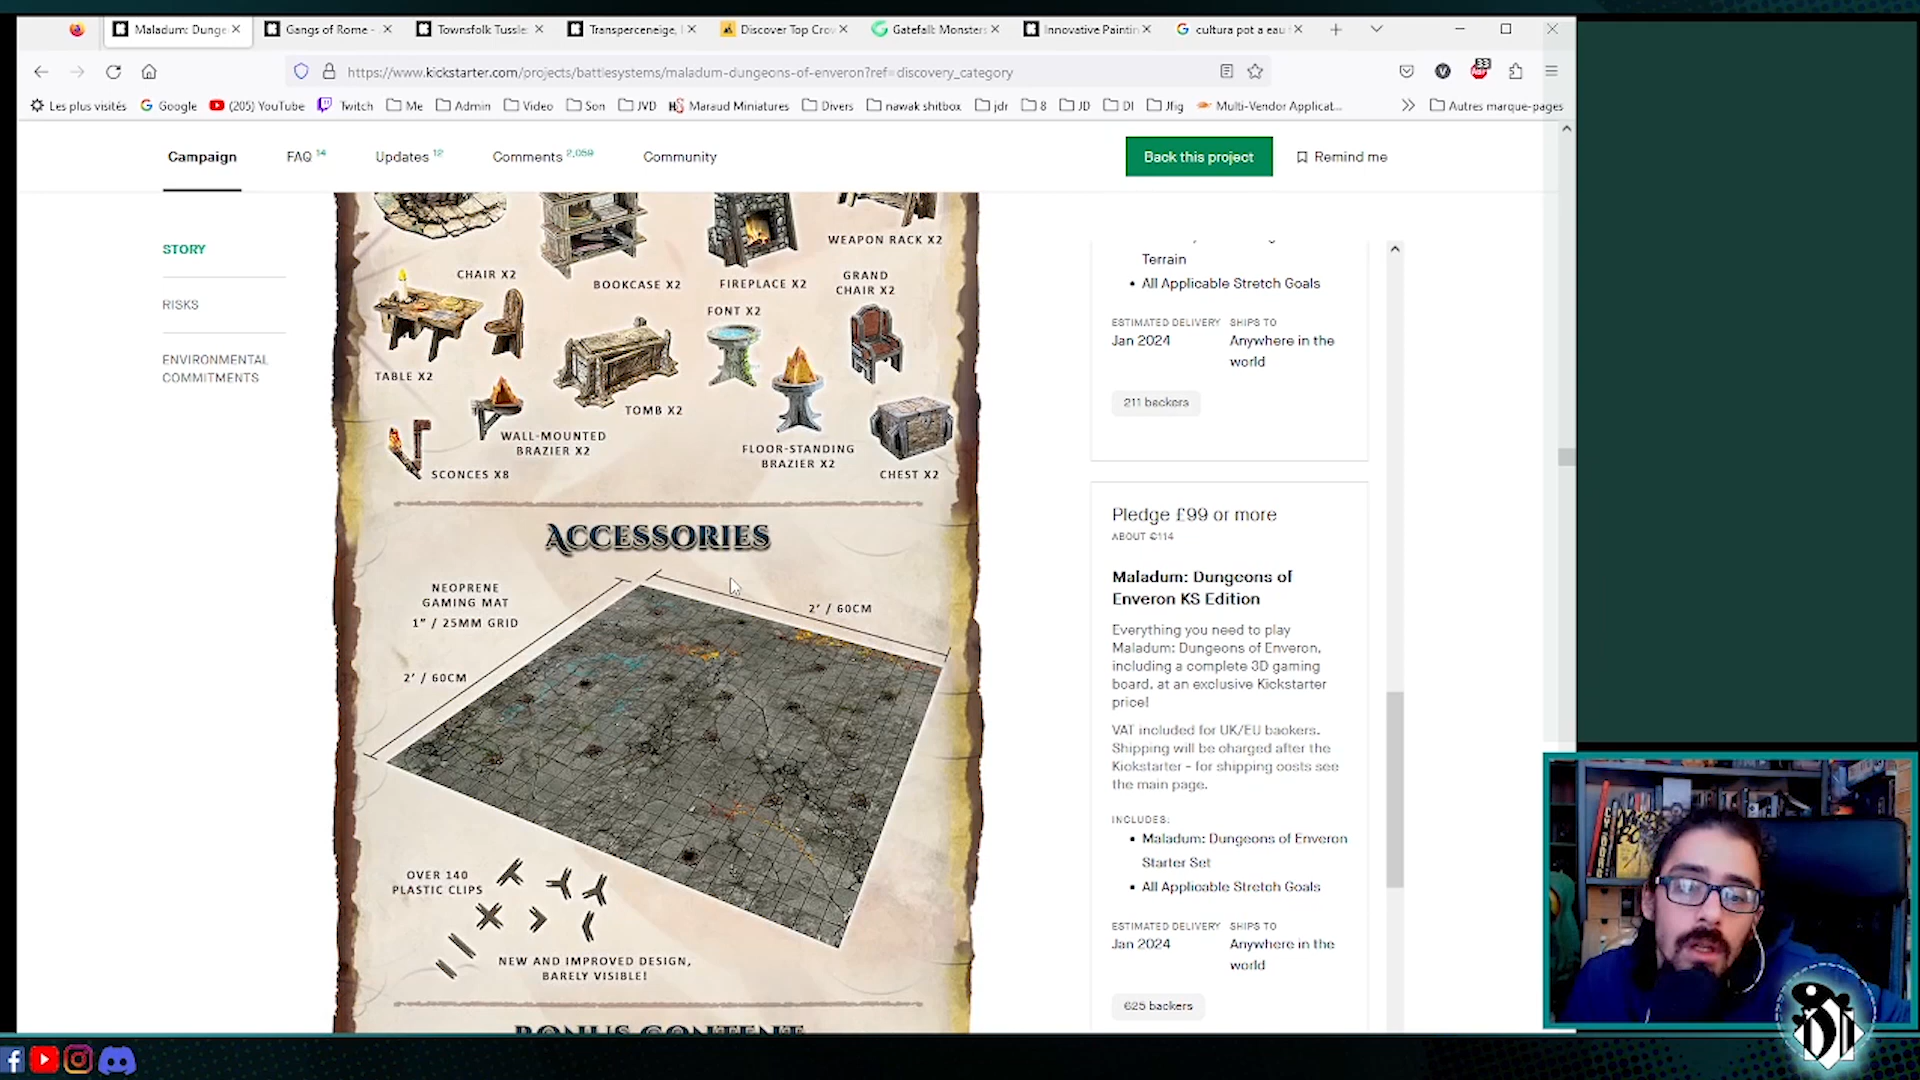 Maladum: Dunge
Gangs of Rome -
Townsfolk Tussle
Transperceneige,
Discover Top Crow
Gatefall: Monsters
Innovative Paintin
cultura pot a eau
https://www.kickstarter.com/projects/battlesystems/maladum-dungeons-of-enveron?ref=discovery_category
33
Les plus visités
Google
(205) YouTube
Twitch
Me
Admin
Video
Son
JVD
Maraud Miniatures
Divers
nawak shitbox
jdr
8
JD
DI
Jfig
Multi-Vendor Applicat...
Autres marque-pages
Campaign
FAQ 14
Updates 12
Comments 2,059
Community
Back this project
Remind me
STORY
RISKS
ENVIRONMENTAL
COMMITMENTS
WEAPON RACK X2
CHAIR X2
BOOKCASE X2
FIREPLACE X2
GRAND
CHAIR X2
FONT X2
TABLE X2
TOMB X2
WALL-MOUNTED
BRAZIER X2
FLOOR-STANDING
BRAZIER X2
SCONCES X8
CHEST X2
ACCESSORIES
NEOPRENE
GAMING MAT
1" / 25MM GRID
2' / 60CM
2' / 60CM
OVER 140
PLASTIC CLIPS
NEW AND IMPROVED DESIGN,
BARELY VISIBLE!
BONUS CONTENT
Terrain
• All Applicable Stretch Goals
ESTIMATED DELIVERY
Jan 2024
SHIPS TO
Anywhere in the
world
211 backers
Pledge £99 or more
ABOUT €114
Maladum: Dungeons of
Enveron KS Edition
Everything you need to play
Maladum: Dungeons of Enveron,
including a complete 3D gaming
board, at an exclusive Kickstarter
price!
VAT included for UK/EU backers.
Shipping will be charged after the
Kickstarter - for shipping costs see
the main page.
INCLUDES:
• Maladum: Dungeons of Enveron
Starter Set
• All Applicable Stretch Goals
ESTIMATED DELIVERY
Jan 2024
SHIPS TO
Anywhere in the
world
625 backers